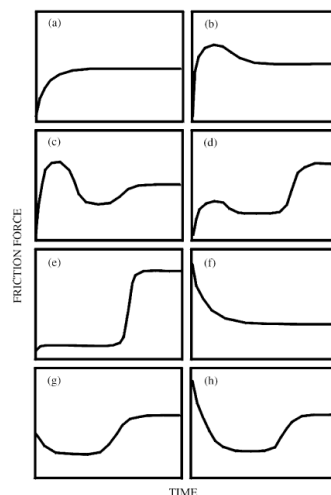 (a)
(b)
(c)
(d)
(e)
(f)
(g)
(h)
FRICTION FORCE
TIME